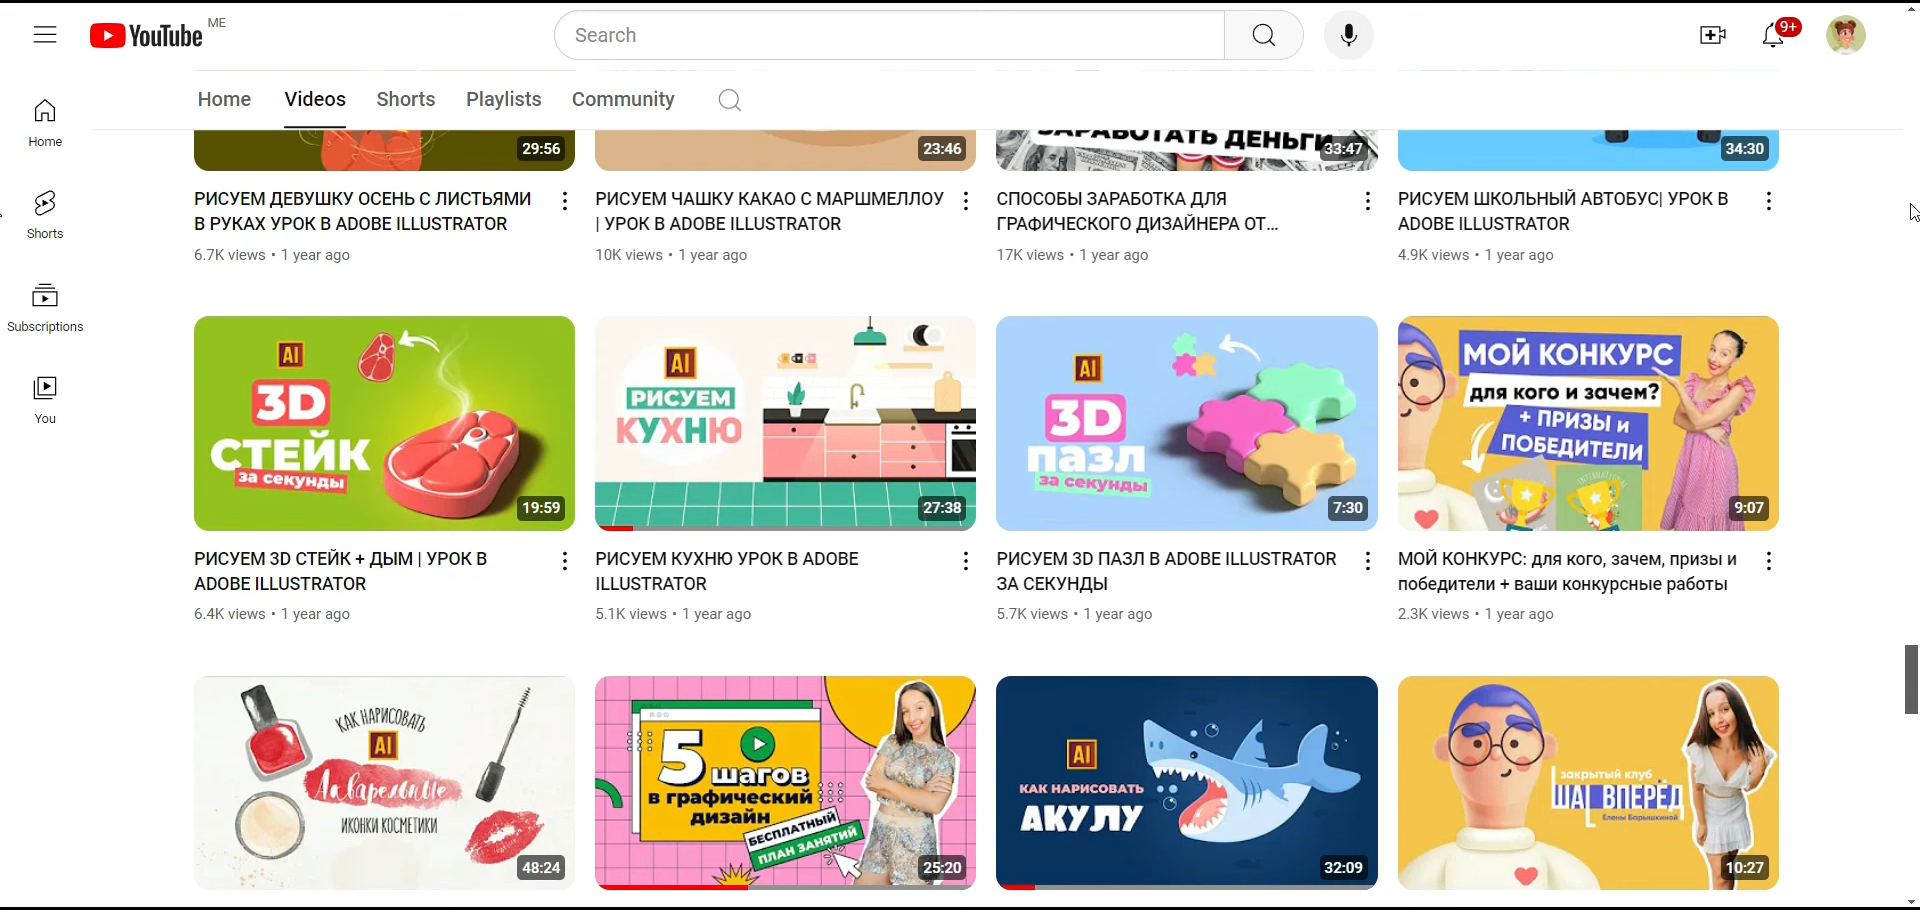 YouTube ME
Search
9+
Home
Videos
Shorts
Playlists
Community
Home
Shorts
Subscriptions
You
29:56
23:46
ЗАРАБОТАТЬ ДЕНЬГИ
33:47
34:30
РИСУЕМ ДЕВУШКУ ОСЕНЬ С ЛИСТЬЯМИ
В РУКАХ УРОК В ADOBE ILLUSTRATOR
6.7K views • 1 year ago
РИСУЕМ ЧАШКУ КАКАО С МАРШМЕЛЛОУ
| УРОК В ADOBE ILLUSTRATOR
10K views • 1 year ago
СПОСОБЫ ЗАРАБОТКА ДЛЯ
ГРАФИЧЕСКОГО ДИЗАЙНЕРА ОТ...
17K views • 1 year ago
РИСУЕМ ШКОЛЬНЫЙ АВТОБУС| УРОК В
ADOBE ILLUSTRATOR
4.9K views • 1 year ago
AI
3D
СТЕЙК
за секунды
19:59
AI
РИСУЕМ
КУХНЮ
27:38
AI
3D
пазл
за секунды
7:30
МОЙ КОНКУРС
для кого и зачем?
+ ПРИЗЫ и
ПОБЕДИТЕЛИ
INTERNATIONAL
9:07
РИСУЕМ 3D СТЕЙК + ДЫМ | УРОК В
ADOBE ILLUSTRATOR
6.4K views • 1 year ago
РИСУЕМ КУХНЮ УРОК В ADOBE
ILLUSTRATOR
5.1K views • 1 year ago
РИСУЕМ 3D ПАЗЛ В ADOBE ILLUSTRATOR
ЗА СЕКУНДЫ
5.7K views • 1 year ago
МОЙ КОНКУРС: для кого, зачем, призы и
победители + ваши конкурсные работы
2.3K views • 1 year ago
КАК НАРИСОВАТЬ
AI
Акварельные
ИКОНКИ КОСМЕТИКИ
48:24
5 шагов
в графический
дизайн
БЕСПЛАТНЫЙ
ПЛАН ЗАНЯТИЙ
25:20
AI
КАК НАРИСОВАТЬ
АКУЛУ
32:09
закрытый клуб
ШАГ ВПЕРЁД
Елены Барышкиной
10:27